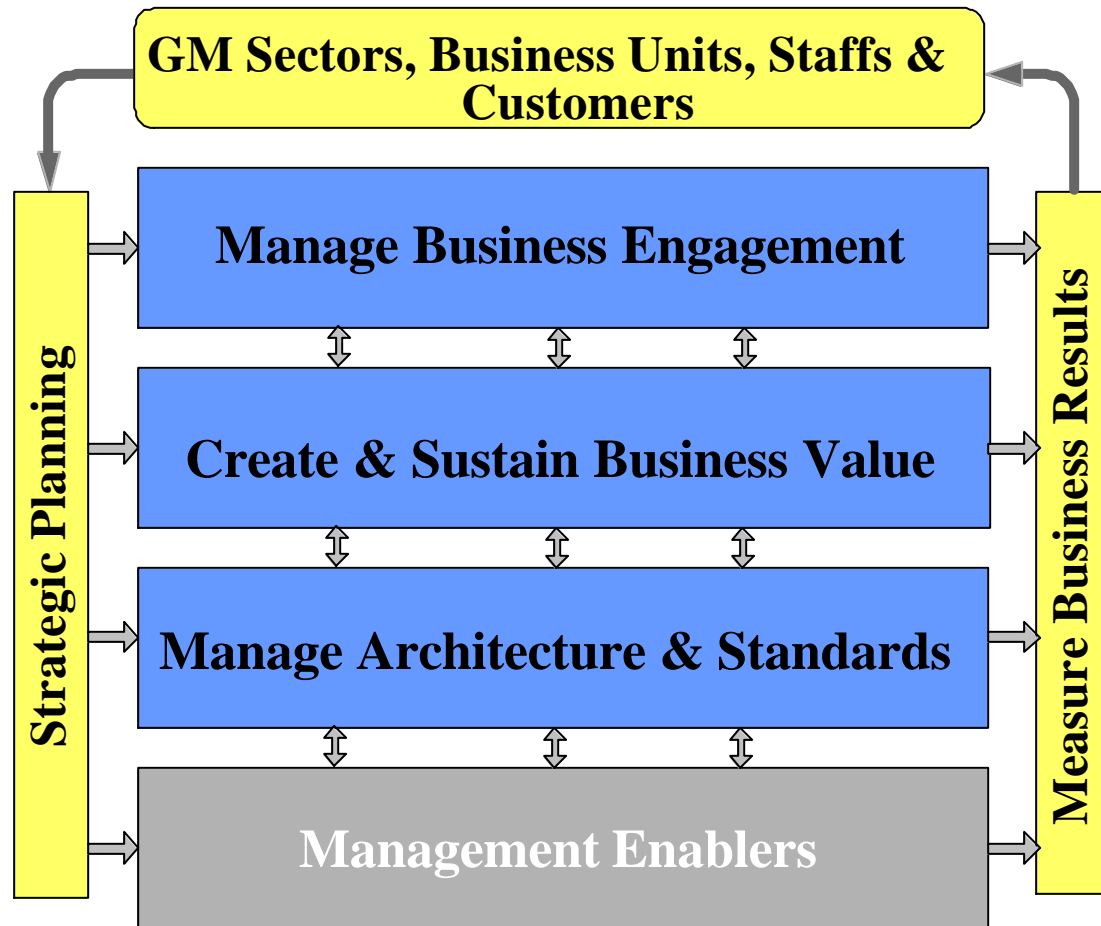 GM Sectors, Business Units, Staffs &
Customers
Strategic Planning
Manage Business Engagement
Create & Sustain Business Value
Manage Architecture & Standards
Management Enablers
Measure Business Results